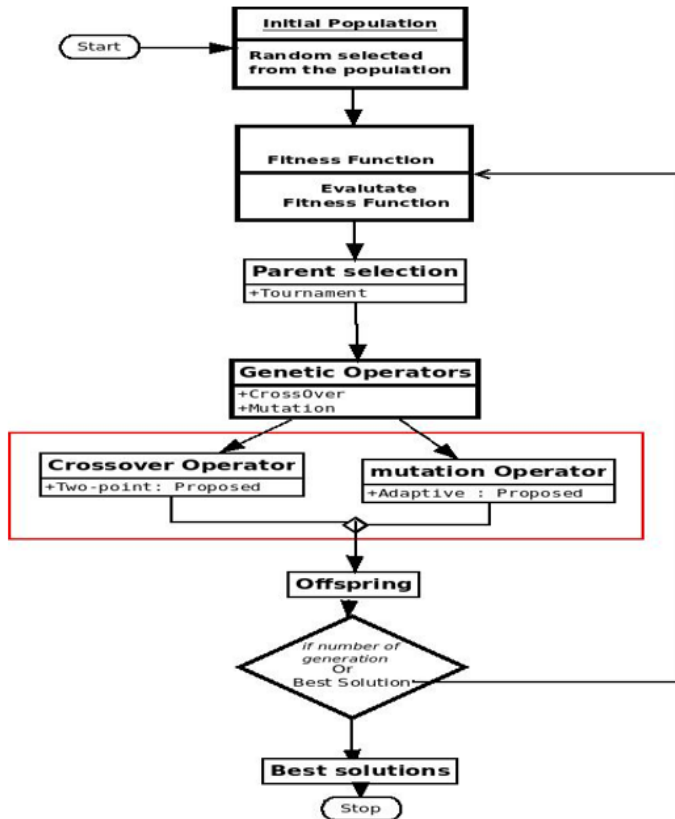 Initial Population
Start
Random selected
from the population
Fitness Function
Evalutate
Fitness Function
Parent selection
+Tournament
Genetic Operators
+CrossOver
+Mutation
Crossover Operator
+Two-point: Proposed
mutation Operator
+Adaptive : Proposed
Offspring
if number of
generation
Or
Best Solution
Best solutions
Stop